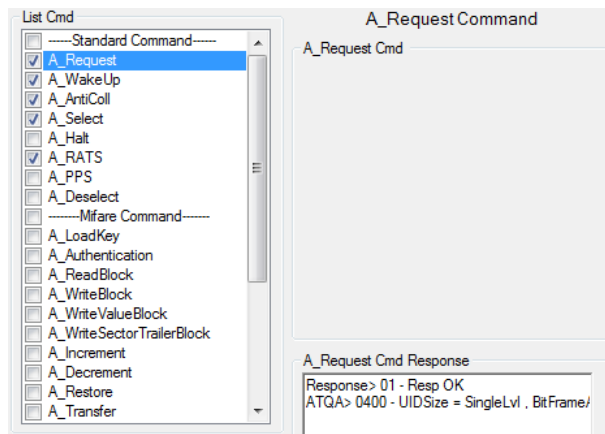 List Cmd
------Standard Command------
A_Request
A_WakeUp
A_AntiColl
A_Select
A_Halt
A_RATS
A_PPS
A_Deselect
--------Mifare Command-------
A_LoadKey
A_Authentication
A_ReadBlock
A_WriteBlock
A_WriteValueBlock
A_WriteSectorTrailerBlock
A_Increment
A_Decrement
A_Restore
A_Transfer
A_Request Command
A_Request Cmd
A_Request Cmd Response
Response> 01 - Resp OK
ATQA> 0400 - UIDSize = SingleLvl , BitFrame